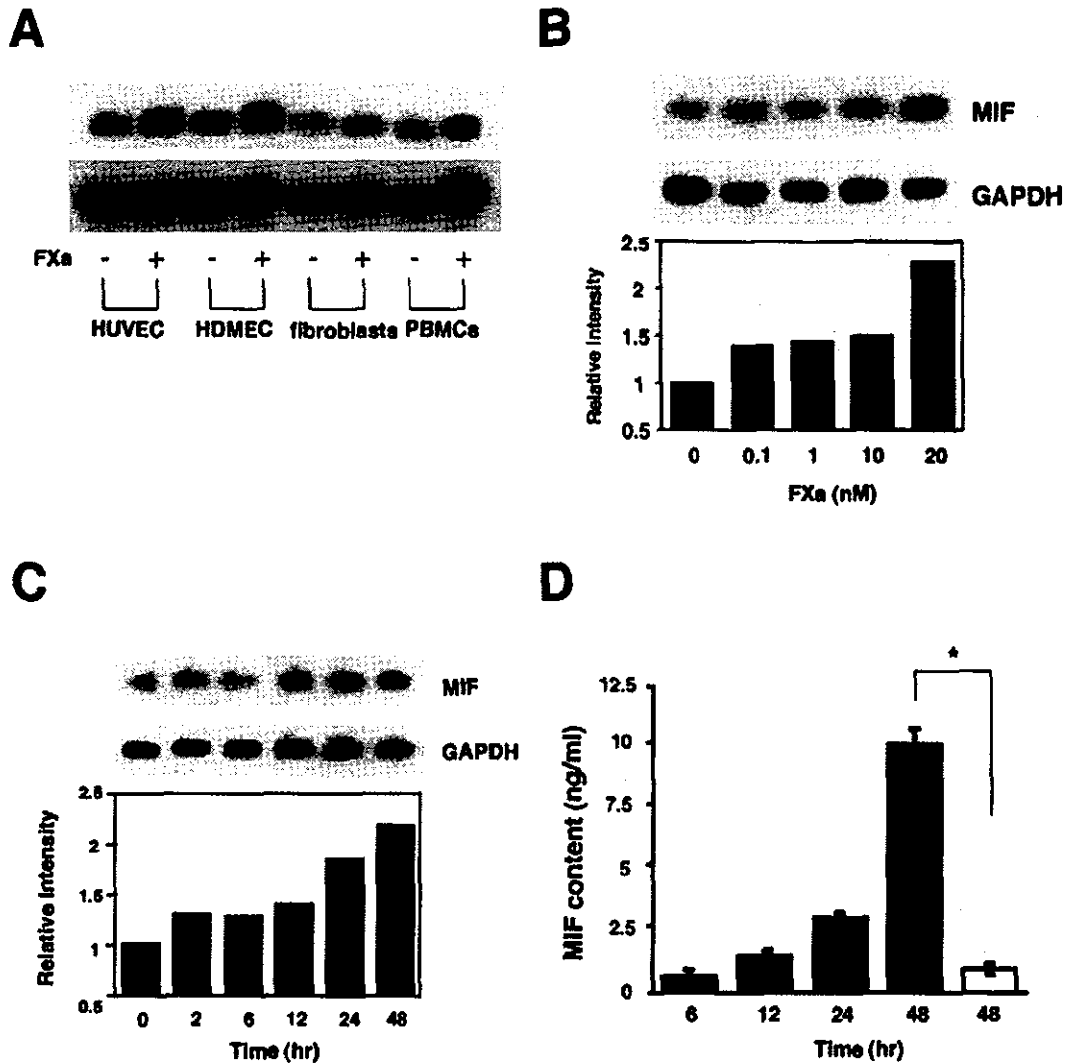 A
FXa - + - + - + - +
HUVEC HDMEC fibroblasts PBMCs
B
MIF
GAPDH
2.5
2
1.5
1
0.5
Relative Intensity
0 0.1 1 10 20
FXa (nM)
C
MIF
GAPDH
2.5
2
1.5
1
0.5
Relative Intensity
0 2 6 12 24 48
Time (hr)
D
*
12.5
10
7.5
5
2.5
0
MIF content (ng/ml)
6 12 24 48 48
Time (hr)